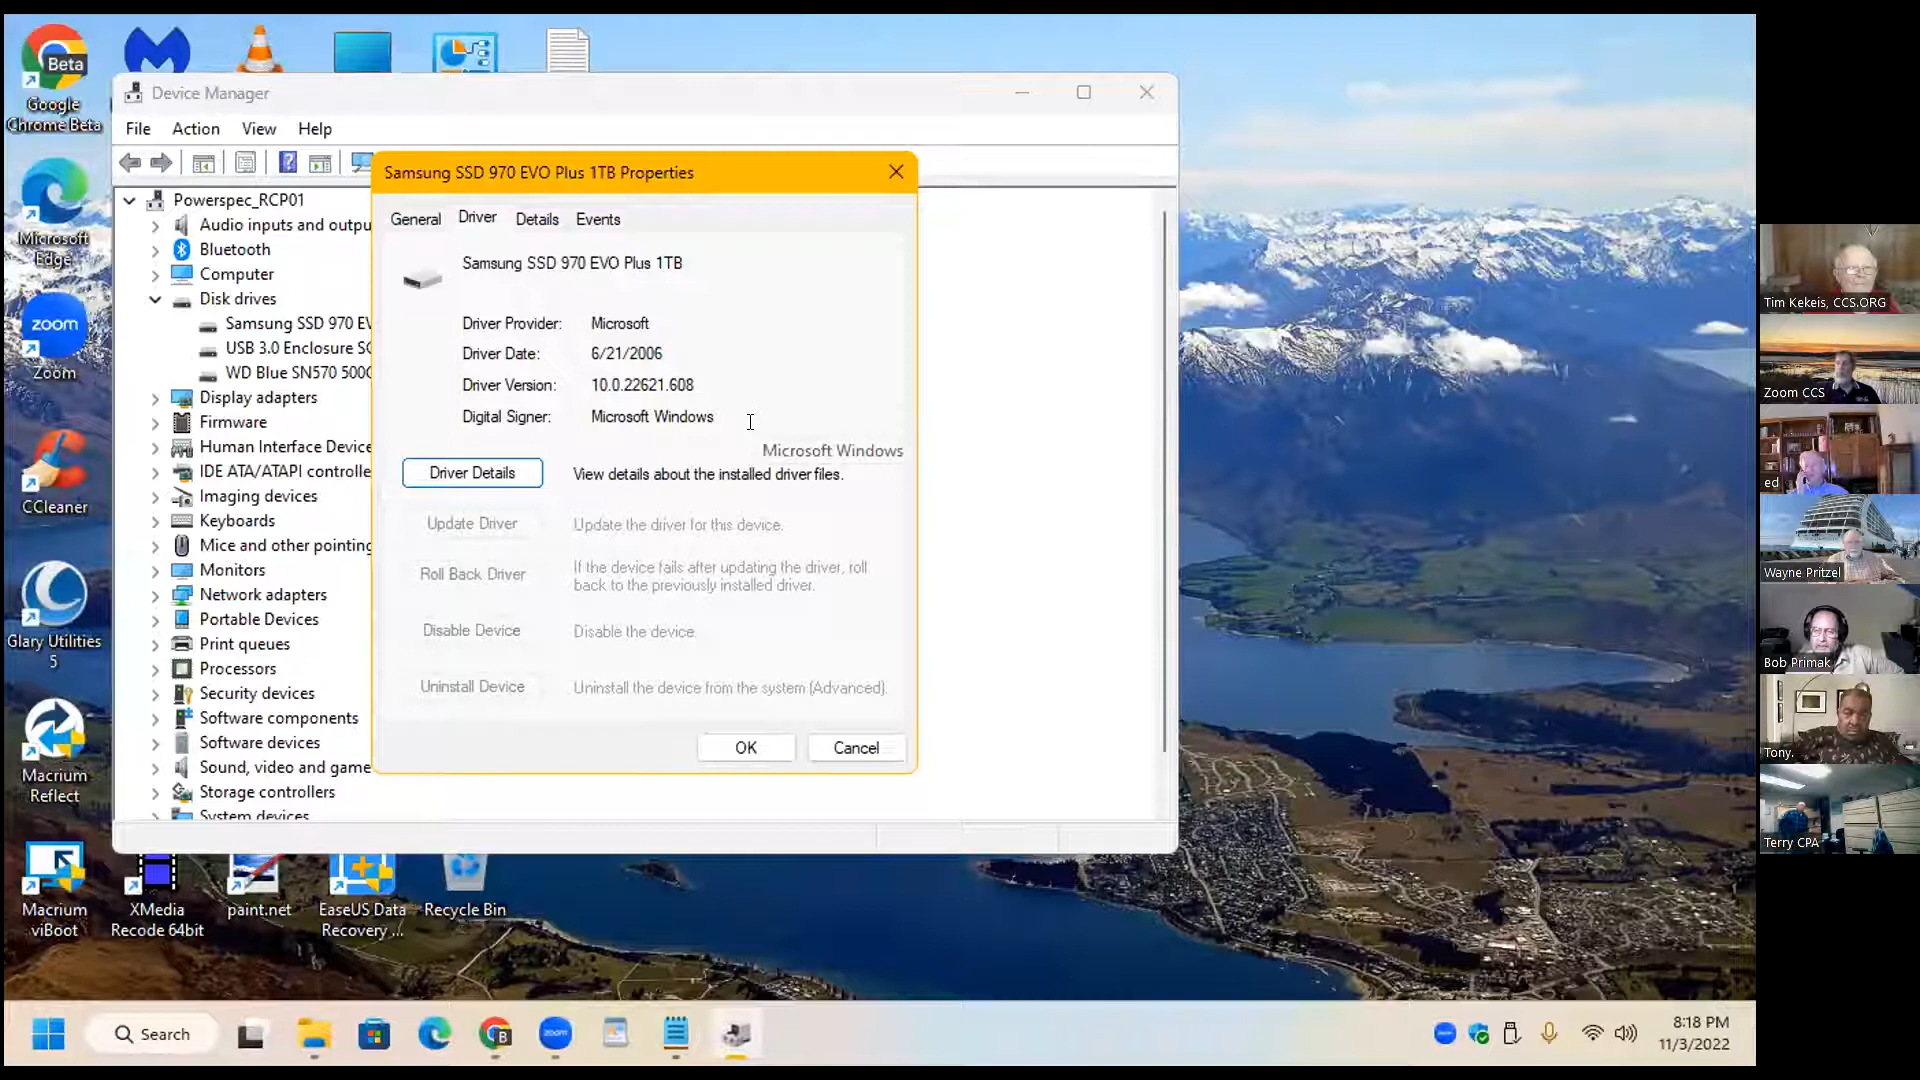 Beta
Google
Chrome Beta
Microsoft
Edge
zoom
Zoom
CCleaner
Glary Utilities
5
Macrium
Reflect
Macrium
viBoot
XMedia
Recode 64bit
paint.net
EaseUS Data
Recovery ...
Recycle Bin
Device Manager
File
Action
View
Help
Powerspec_RCP01
Audio inputs and outpu
Bluetooth
Computer
Disk drives
Samsung SSD 970 EV
USB 3.0 Enclosure SC
WD Blue SN570 500G
Display adapters
Firmware
Human Interface Device
IDE ATA/ATAPI controlle
Imaging devices
Keyboards
Mice and other pointing
Monitors
Network adapters
Portable Devices
Print queues
Processors
Security devices
Software components
Software devices
Sound, video and game
Storage controllers
System devices
Samsung SSD 970 EVO Plus 1TB Properties
General
Driver
Details
Events
Samsung SSD 970 EVO Plus 1TB
Driver Provider: Microsoft
Driver Date: 6/21/2006
Driver Version: 10.0.22621.608
Digital Signer: Microsoft Windows
Microsoft Windows
Driver Details
View details about the installed driver files.
Update Driver
Update the driver for this device.
Roll Back Driver
If the device fails after updating the driver, roll
back to the previously installed driver.
Disable Device
Disable the device.
Uninstall Device
Uninstall the device from the system (Advanced).
OK
Cancel
Tim Kekeis, CCS.ORG
Zoom CCS
ed
Wayne Pritzel
Bob Primak
Tony.
Terry CPA
Search
B
zoom
8:18 PM
11/3/2022